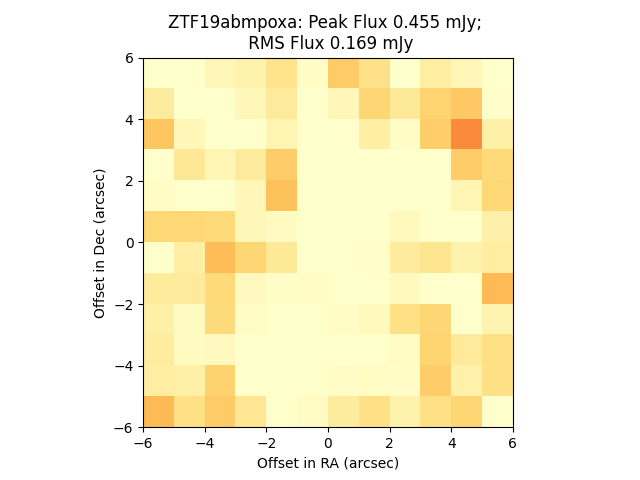 ZTF19abmpoxa: Peak Flux 0.455 mJy;
RMS Flux 0.169 mJy
6
4
2
0
−2
−4
−6
Offset in Dec (arcsec)
−6 −4 −2 0 2 4 6
Offset in RA (arcsec)